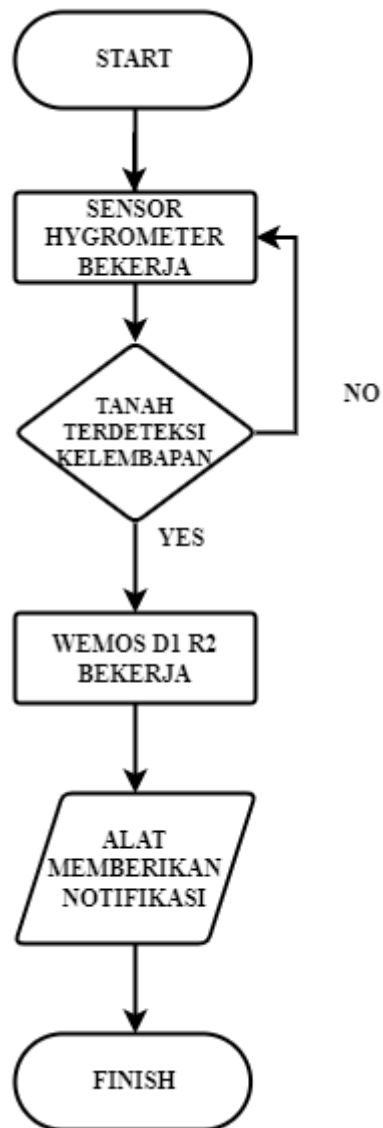 START
SENSOR
HYGROMETER
BEKERJA
TANAH
TERDETEKSI
KELEMBAPAN
NO
YES
WEMOS D1 R2
BEKERJA
ALAT
MEMBERIKAN
NOTIFIKASI
FINISH